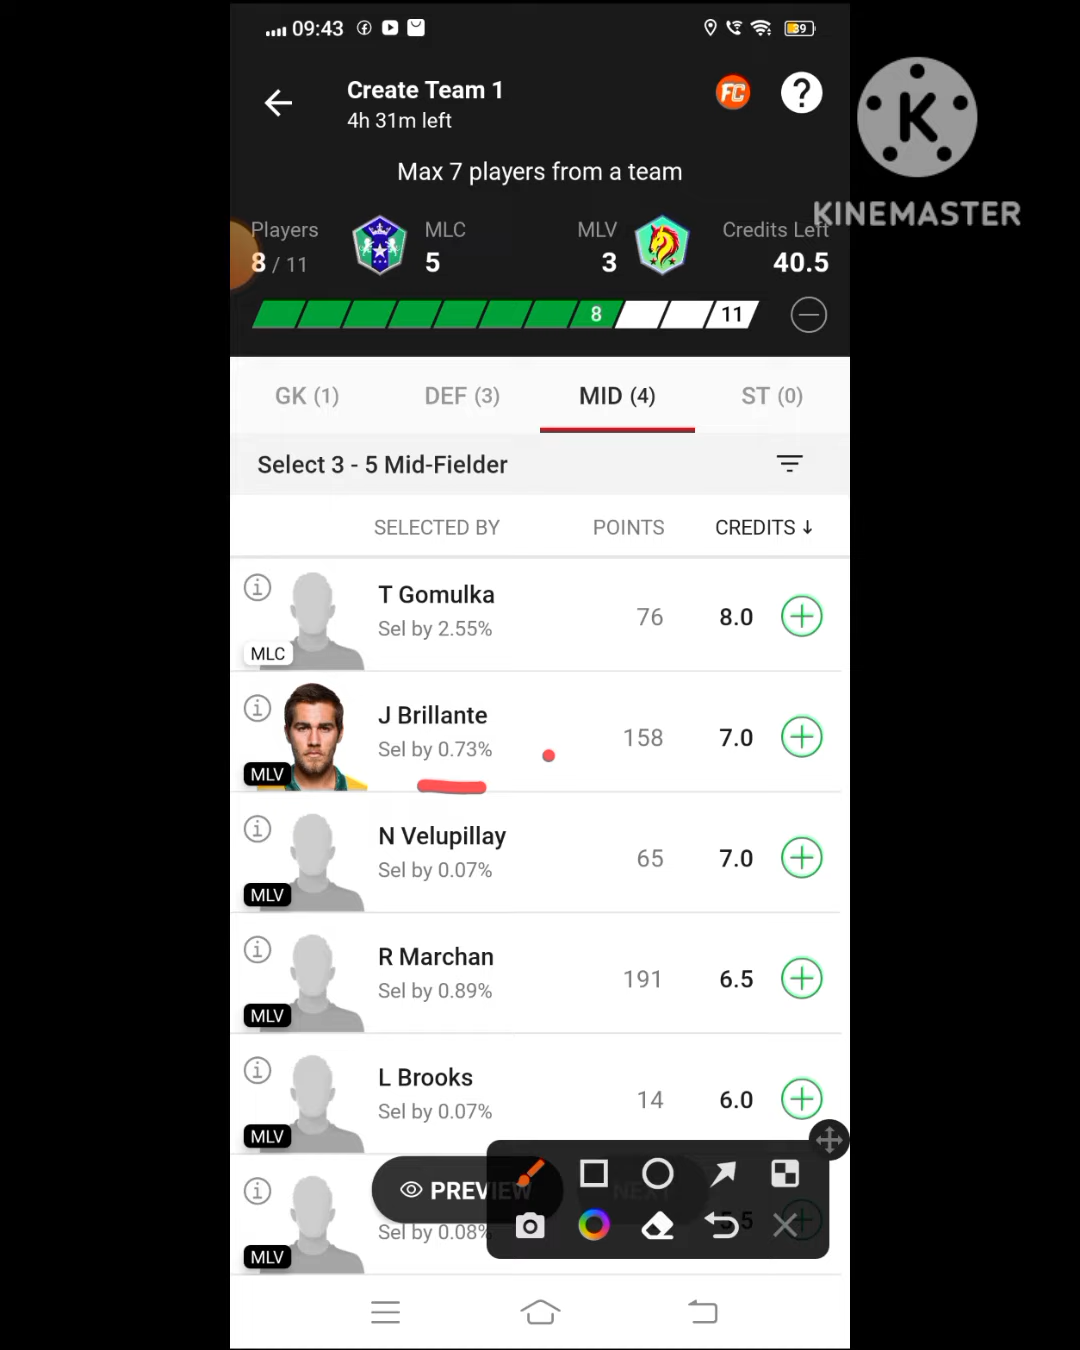 09:43
39
Create Team 1
4h 31m left
FC
?
K
KINEMASTER
Max 7 players from a team
Players
8 / 11
MLC
5
MLV
3
Credits Left
40.5
8
11
GK (1)
DEF (3)
MID (4)
ST (0)
Select 3 - 5 Mid-Fielder
SELECTED BY
POINTS
CREDITS ↓
T Gomulka
Sel by 2.55%
MLC
76
8.0
J Brillante
Sel by 0.73%
MLV
158
7.0
N Velupillay
Sel by 0.07%
MLV
65
7.0
R Marchan
Sel by 0.89%
MLV
191
6.5
L Brooks
Sel by 0.07%
MLV
14
6.0
PREVIEW
NEXT
Sel by 0.08%
MLV
5.5